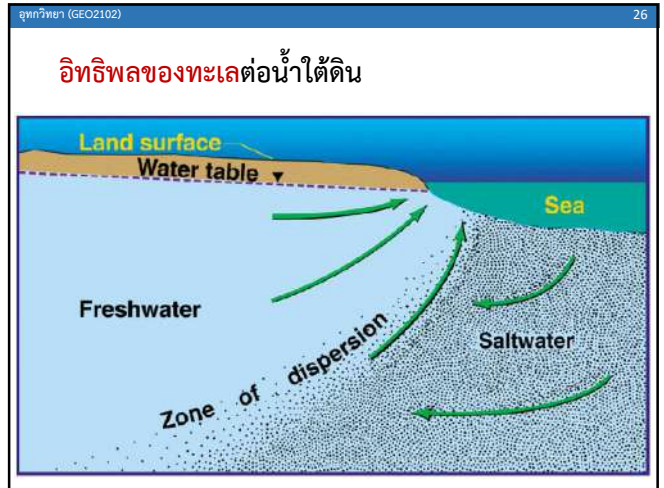 อุทกวิทยา (GEO2102) 26
อิทธิพลของทะเลต่อน้ำใต้ดิน
Land surface
Water table
Sea
Freshwater
Saltwater
Zone of dispersion